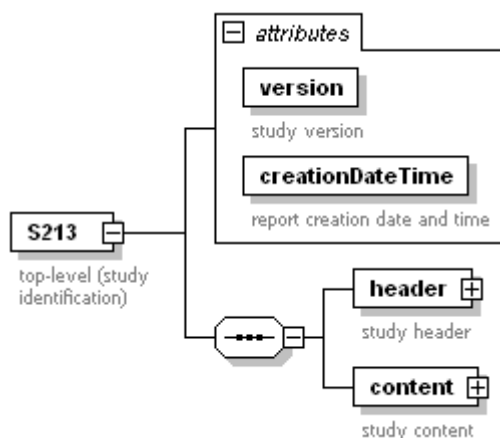 attributes
version
study version
creationDateTime
report creation date and time
S213
top-level (study
identification)
header
study header
content
study content